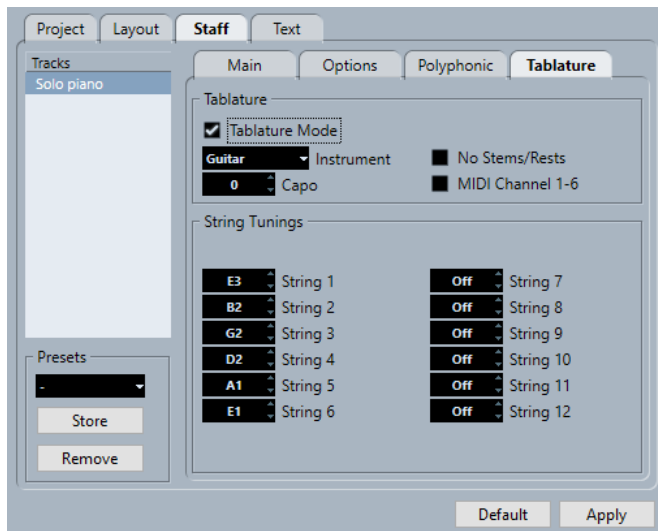 Project Layout Staff Text
Tracks
Solo piano
Main Options Polyphonic Tablature
Tablature
Tablature Mode
Guitar Instrument No Stems/Rests
0 Capo MIDI Channel 1-6
String Tunings
E3 String 1 Off String 7
B2 String 2 Off String 8
G2 String 3 Off String 9
D2 String 4 Off String 10
A1 String 5 Off String 11
E1 String 6 Off String 12
Presets
-
Store
Remove
Default Apply